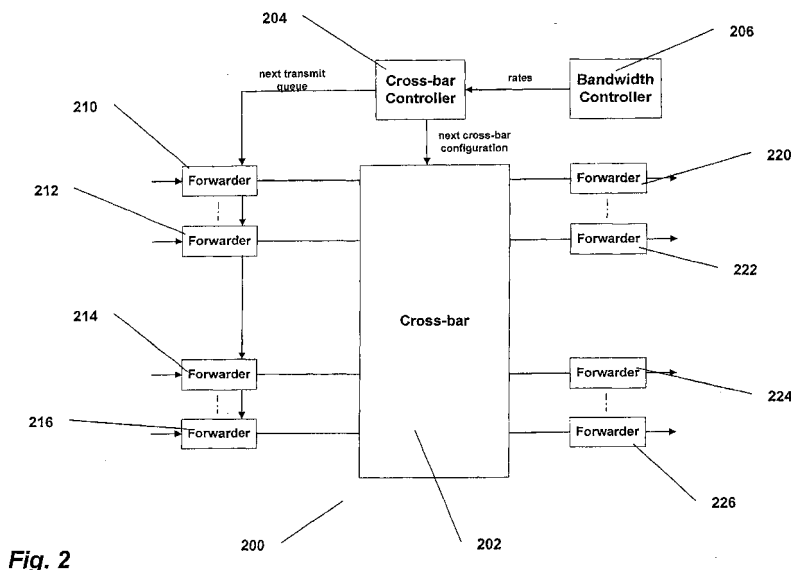 204
206
next transmit
queue
Cross-bar
Controller
rates
Bandwidth
Controller
210
next cross-bar
configuration
220
Forwarder
Forwarder
212
Forwarder
Forwarder
222
Cross-bar
214
Forwarder
Forwarder
224
216
Forwarder
Forwarder
226
200
202
Fig. 2